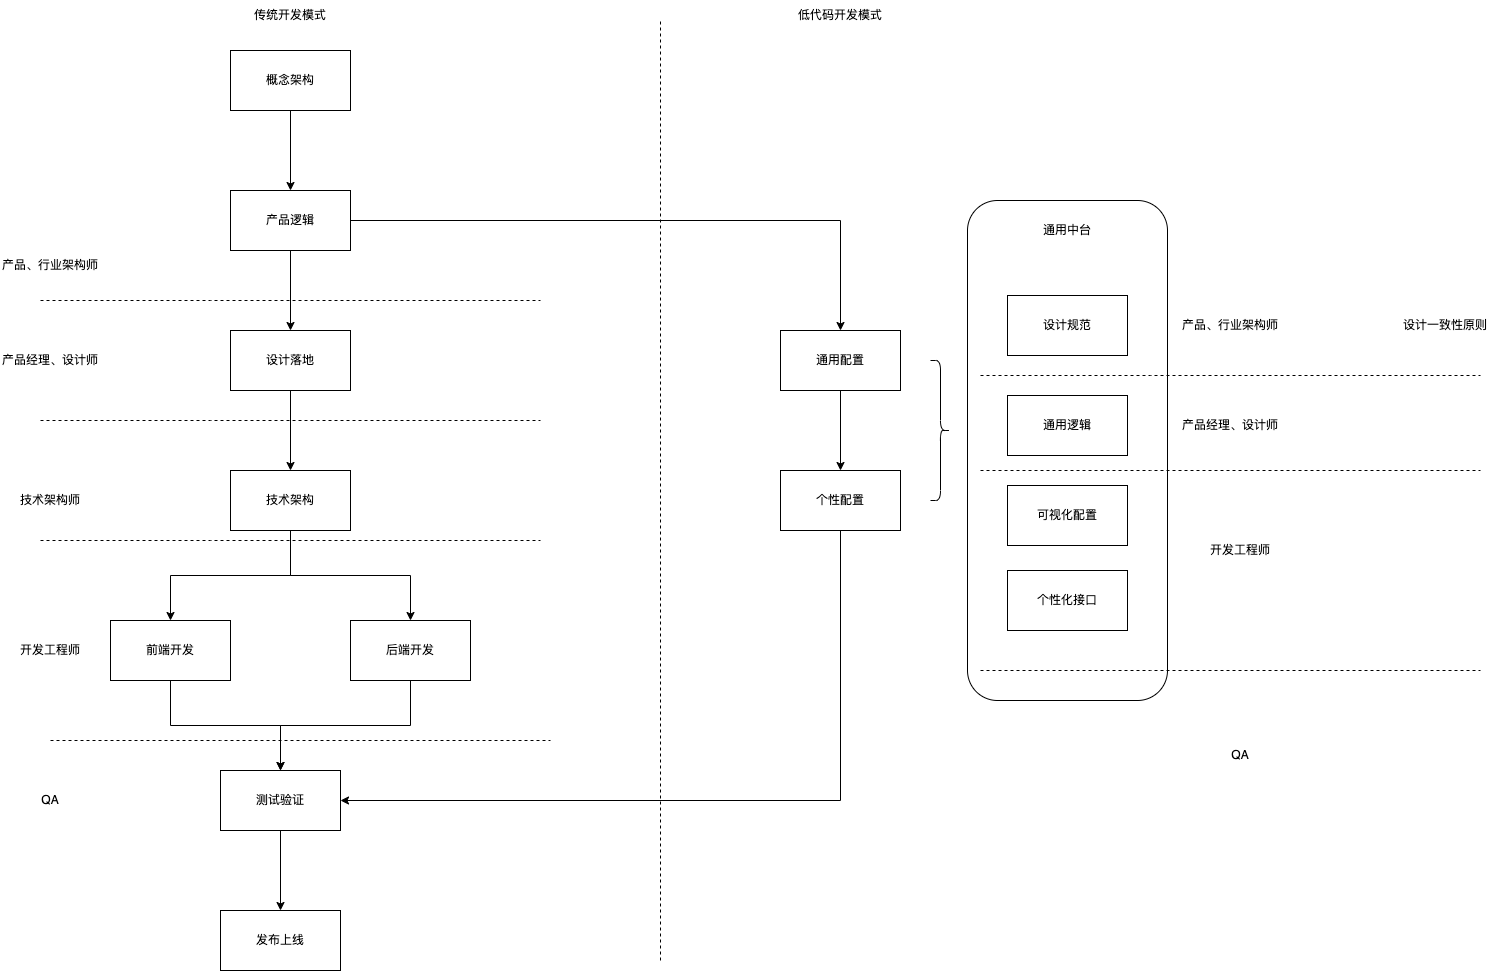 传统开发模式
低代码开发模式
概念架构
产品逻辑
通用中台
产品、行业架构师
设计规范
产品、行业架构师
设计一致性原则
产品经理、设计师
设计落地
通用配置
通用逻辑
产品经理、设计师
技术架构师
技术架构
个性配置
可视化配置
开发工程师
个性化接口
开发工程师
前端开发
后端开发
QA
QA
测试验证
发布上线